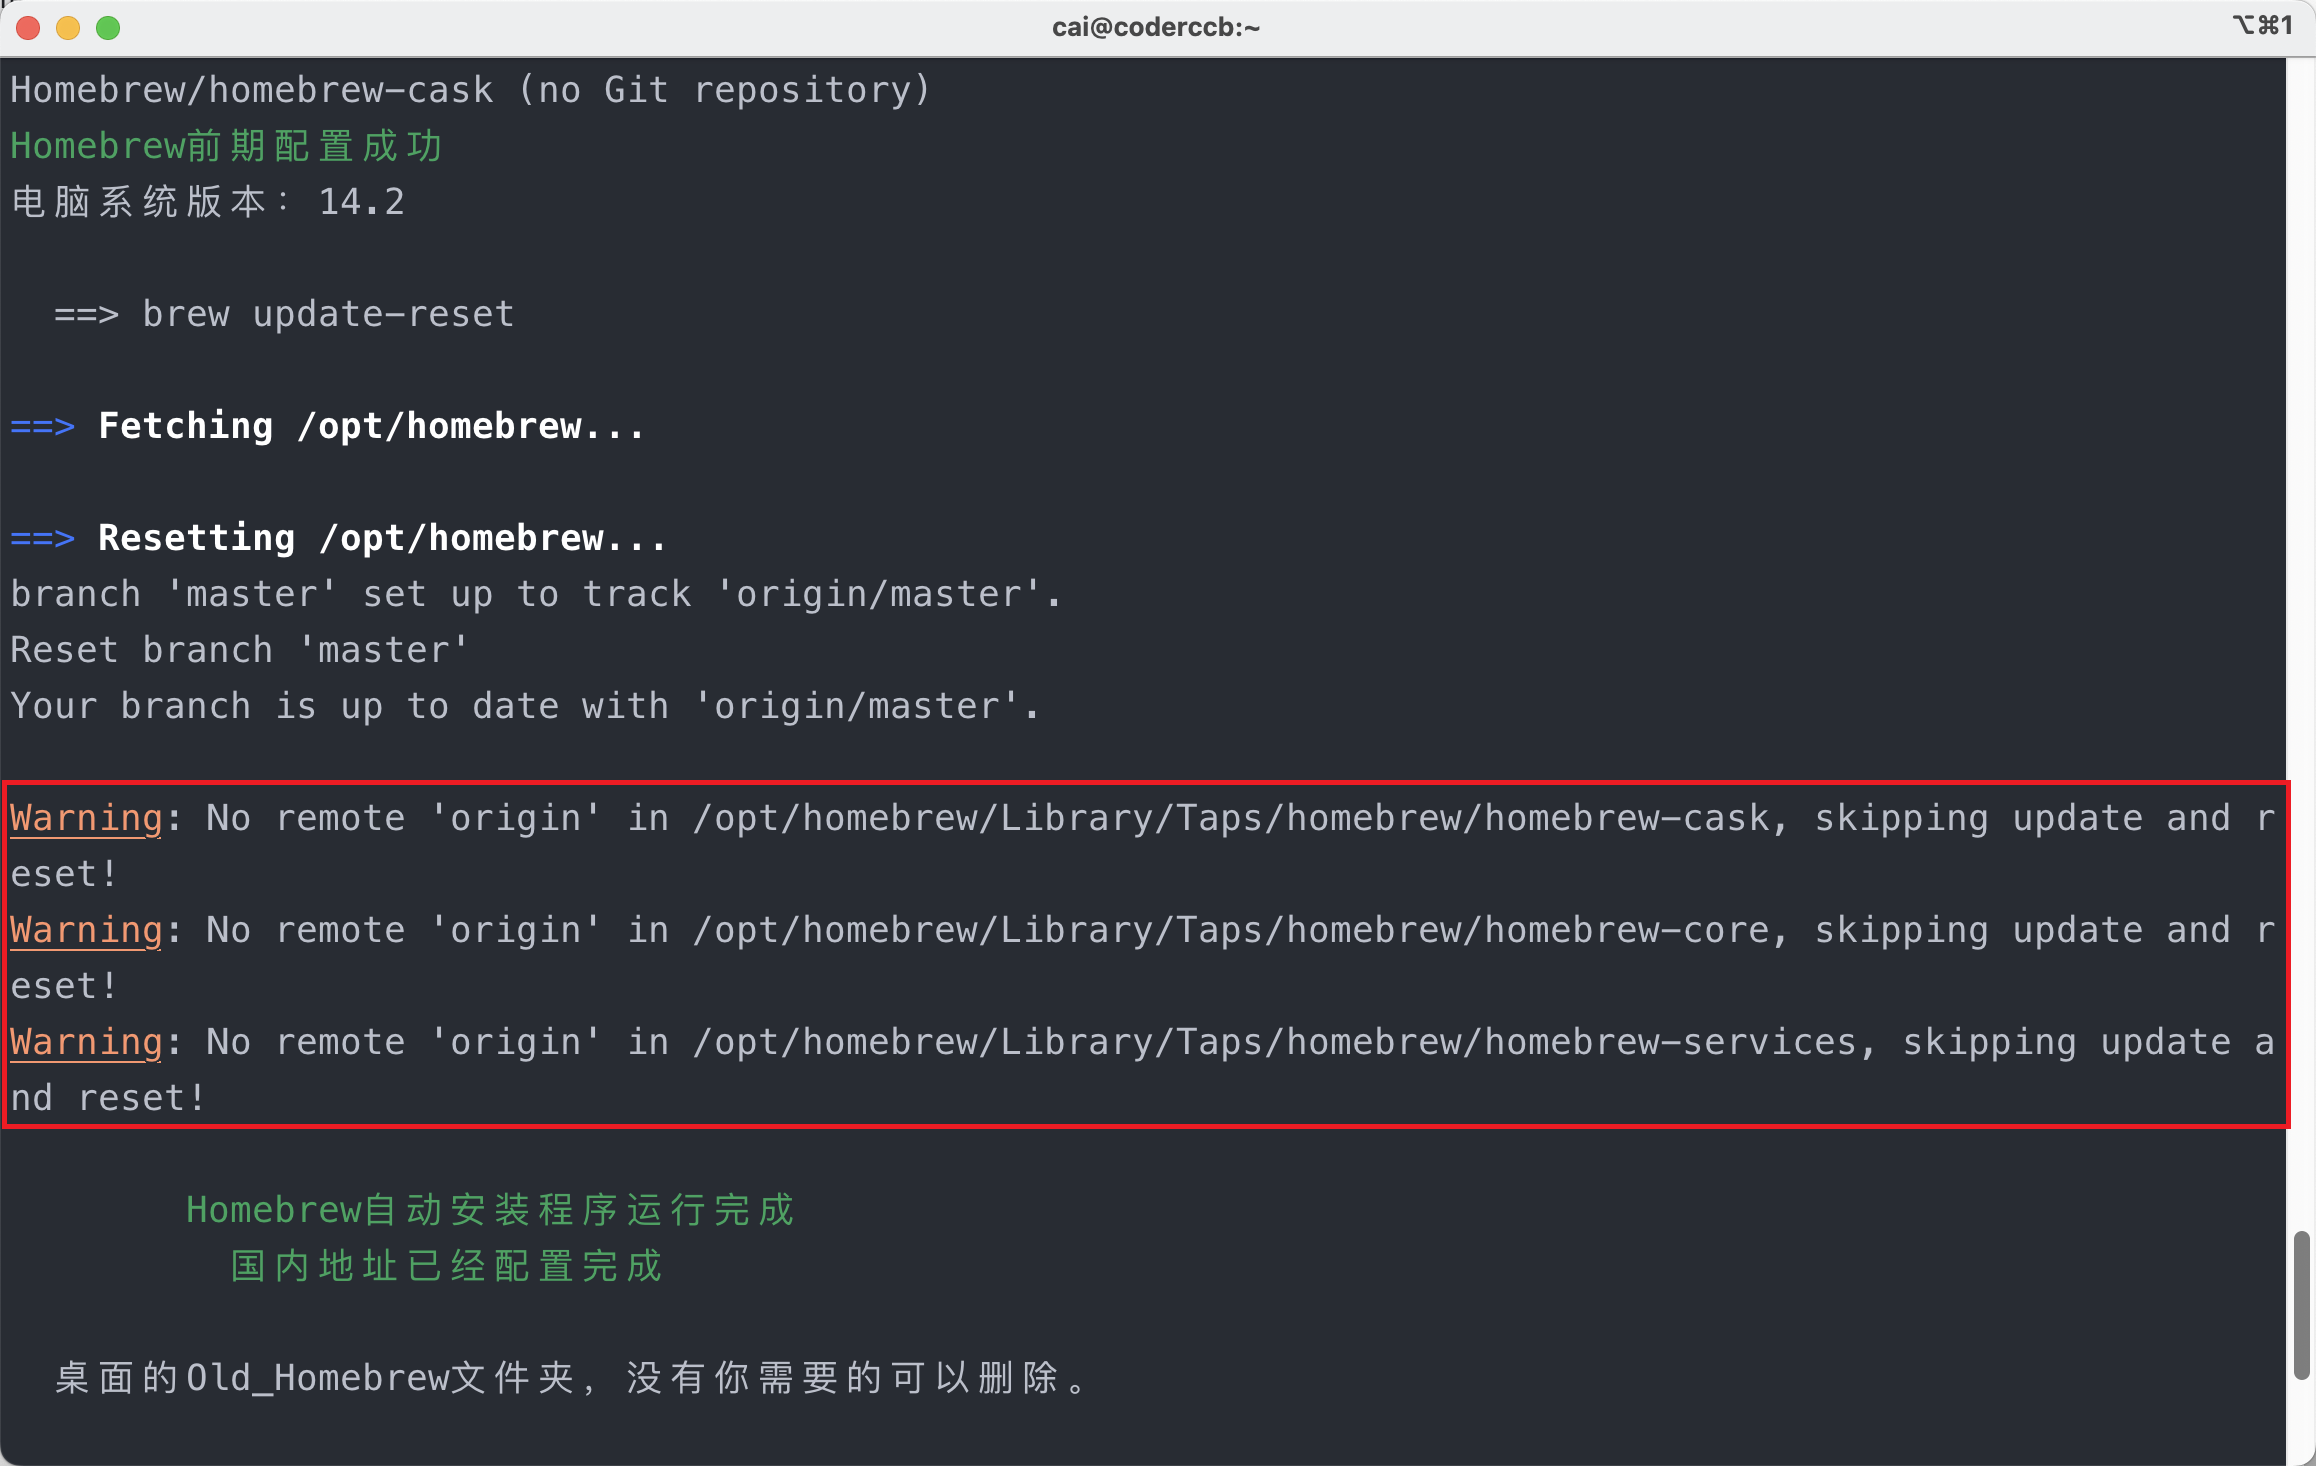 cai@coderccb:~
⌥⌘1
Homebrew/homebrew-cask (no Git repository)
Homebrew前期配置成功
电脑系统版本：14.2
==> brew update-reset
==> Fetching /opt/homebrew...
==> Resetting /opt/homebrew...
branch 'master' set up to track 'origin/master'.
Reset branch 'master'
Your branch is up to date with 'origin/master'.
Warning: No remote 'origin' in /opt/homebrew/Library/Taps/homebrew/homebrew-cask, skipping update and r
eset!
Warning: No remote 'origin' in /opt/homebrew/Library/Taps/homebrew/homebrew-core, skipping update and r
eset!
Warning: No remote 'origin' in /opt/homebrew/Library/Taps/homebrew/homebrew-services, skipping update a
nd reset!
Homebrew自动安装程序运行完成
国内地址已经配置完成
桌面的Old_Homebrew文件夹，没有你需要的可以删除。